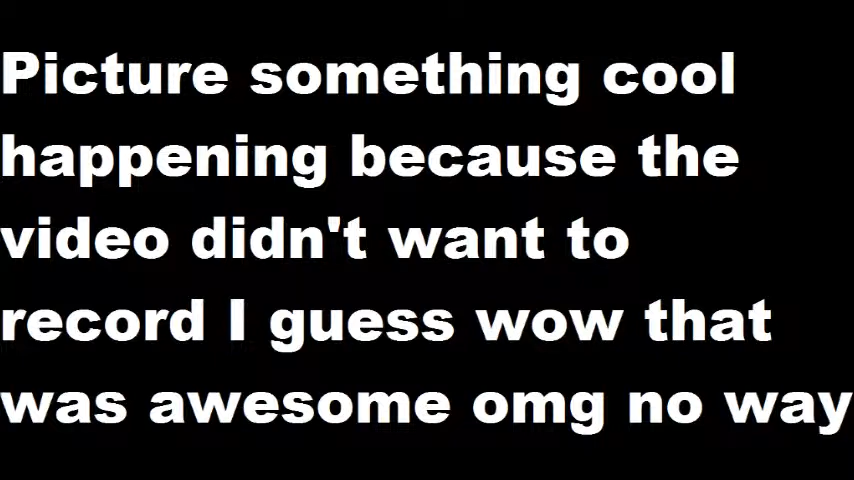 Picture something cool
happening because the
video didn't want to
record I guess wow that
was awesome omg no way